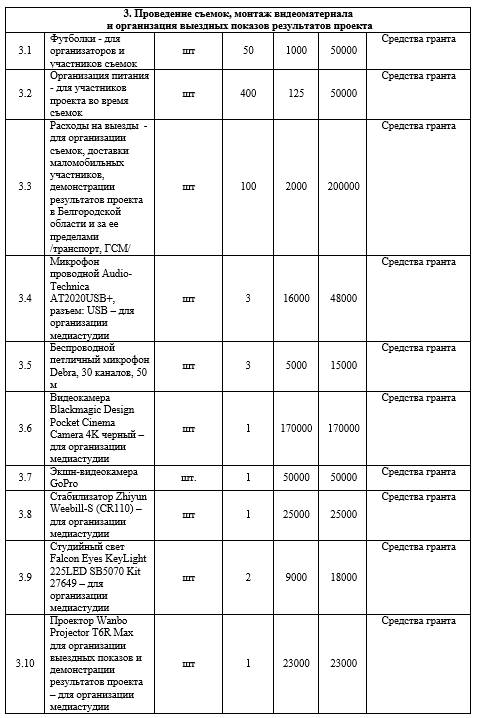 3. Проведение съемок, монтаж видеоматериала
и организация выездных показов результатов проекта
3.1 Футболки - для шт 50 1000 50000 Средства гранта
организаторов и
участников съемок
3.2 Организация питания шт 400 125 50000 Средства гранта
- для участников
проекта во время
съемок
3.3 Расходы на выезды - шт 100 2000 200000 Средства гранта
для организации
съемок, доставки
маломобильных
участников,
демонстрации
результатов проекта
в Белгородской
области и за ее
пределами
/транспорт, ГСМ/
3.4 Микрофон шт 3 16000 48000 Средства гранта
проводной Audio-
Technica
AT2020USB+,
разъем: USB – для
организации
медиастудии
3.5 Беспроводной шт 3 5000 15000 Средства гранта
петличный микрофон
Debra, 30 каналов, 50
м
3.6 Видеокамера шт 1 170000 170000 Средства гранта
Blackmagic Design
Pocket Cinema
Camera 4K черный –
для организации
медиастудии
3.7 Экшн-видеокамера шт. 1 50000 50000 Средства гранта
GoPro
3.8 Стабилизатор Zhiyun шт 1 25000 25000 Средства гранта
Weebill-S (CR110) –
для организации
медиастудии
3.9 Студийный свет шт 2 9000 18000 Средства гранта
Falcon Eyes KeyLight
225LED SB5070 Kit
27649 – для
организации
медиастудии
3.10 Проектор Wanbo шт 1 23000 23000 Средства гранта
Projector T6R Max
для организации
выездных показов и
демонстрации
результатов проекта
– для организации
медиастудии